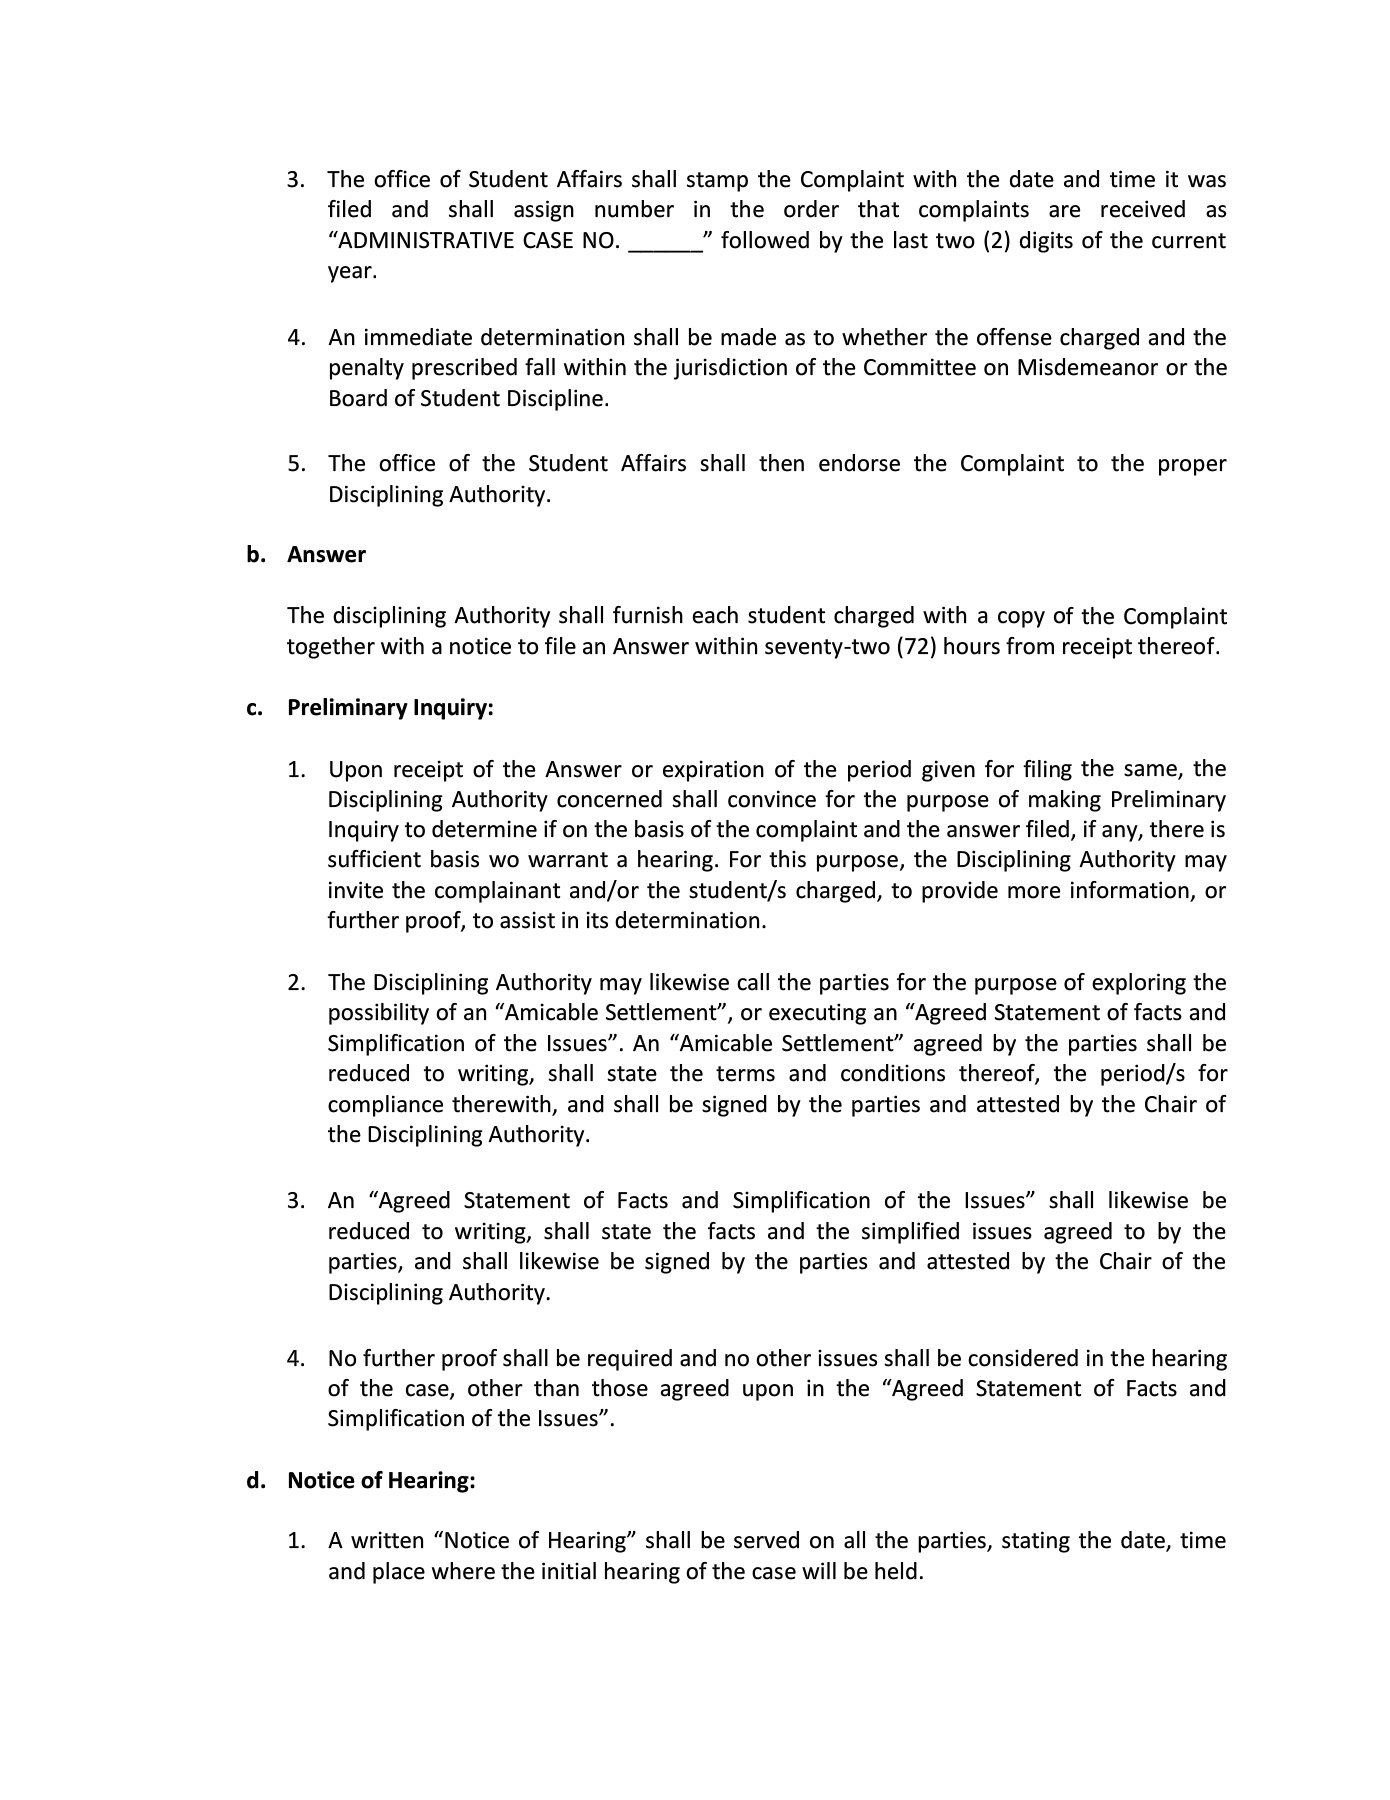 3. The office of Student Affairs shall stamp the Complaint with the date and time it was
filed and shall assign number in the order that complaints are received as
“ADMINISTRATIVE CASE NO. ______” followed by the last two (2) digits of the current
year.
4. An immediate determination shall be made as to whether the offense charged and the
penalty prescribed fall within the jurisdiction of the Committee on Misdemeanor or the
Board of Student Discipline.
5. The office of the Student Affairs shall then endorse the Complaint to the proper
Disciplining Authority.
b. Answer
The disciplining Authority shall furnish each student charged with a copy of the Complaint
together with a notice to file an Answer within seventy-two (72) hours from receipt thereof.
c. Preliminary Inquiry:
1. Upon receipt of the Answer or expiration of the period given for filing the same, the
Disciplining Authority concerned shall convince for the purpose of making Preliminary
Inquiry to determine if on the basis of the complaint and the answer filed, if any, there is
sufficient basis wo warrant a hearing. For this purpose, the Disciplining Authority may
invite the complainant and/or the student/s charged, to provide more information, or
further proof, to assist in its determination.
2. The Disciplining Authority may likewise call the parties for the purpose of exploring the
possibility of an “Amicable Settlement”, or executing an “Agreed Statement of facts and
Simplification of the Issues”. An “Amicable Settlement” agreed by the parties shall be
reduced to writing, shall state the terms and conditions thereof, the period/s for
compliance therewith, and shall be signed by the parties and attested by the Chair of
the Disciplining Authority.
3. An “Agreed Statement of Facts and Simplification of the Issues” shall likewise be
reduced to writing, shall state the facts and the simplified issues agreed to by the
parties, and shall likewise be signed by the parties and attested by the Chair of the
Disciplining Authority.
4. No further proof shall be required and no other issues shall be considered in the hearing
of the case, other than those agreed upon in the “Agreed Statement of Facts and
Simplification of the Issues”.
d. Notice of Hearing:
1. A written “Notice of Hearing” shall be served on all the parties, stating the date, time
and place where the initial hearing of the case will be held.